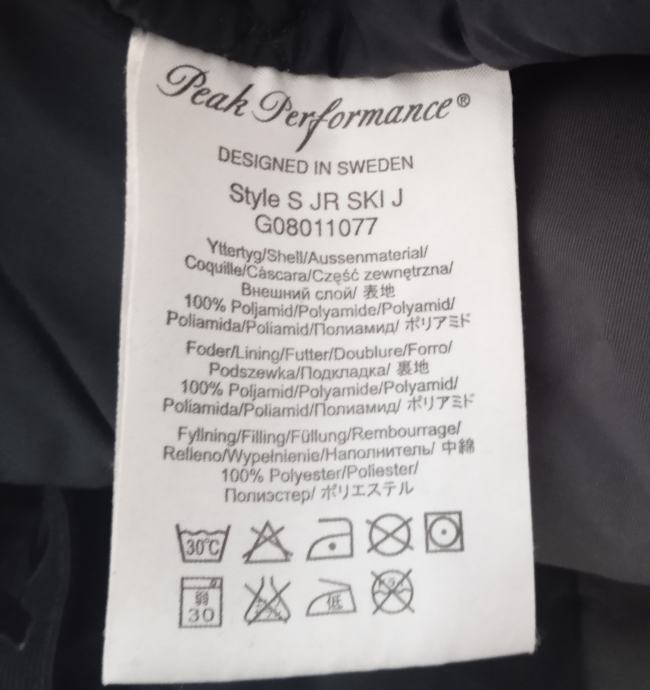 Peak Performance®
DESIGNED IN SWEDEN
Style S JR SKI J
G08011077
Yttertyg/Shell/Aussenmaterial/
Coquille/Cáscara/Część zewnętrzna/
Внешний слой/ 表地
100% Poljamid/Polyamide/Polyamid/
Poliamida/Poliamid/Полиамид/ ポリアミド
Foder/Lining/Futter/Doublure/Forro/
Podszewka/Подкладка/ 裏地
100% Poljamid/Polyamide/Polyamid/
Poliamida/Poliamid/Полиамид/ ポリアミド
Fyllning/Filling/Füllung/Rembourrage/
Relleno/Wypełnienie/Наполнитель/ 中綿
100% Polyester/Poliester/
Полиэстер/ ポリエステル
30°C
弱
30
低